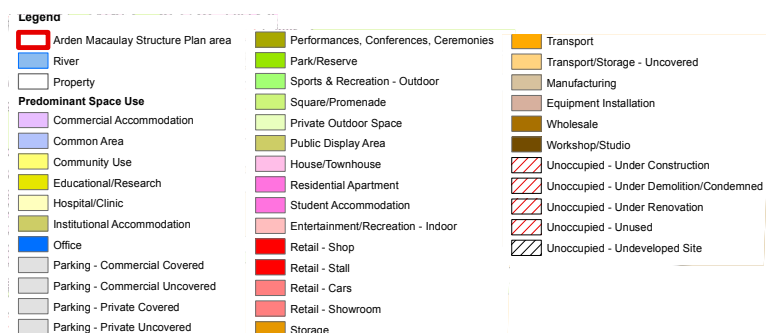 Legend
Arden Macaulay Structure Plan area
River
Property
Predominant Space Use
Commercial Accommodation
Common Area
Community Use
Educational/Research
Hospital/Clinic
Institutional Accommodation
Office
Parking - Commercial Covered
Parking - Commercial Uncovered
Parking - Private Covered
Parking - Private Uncovered
Performances, Conferences, Ceremonies
Park/Reserve
Sports & Recreation - Outdoor
Square/Promenade
Private Outdoor Space
Public Display Area
House/Townhouse
Residential Apartment
Student Accommodation
Entertainment/Recreation - Indoor
Retail - Shop
Retail - Stall
Retail - Cars
Retail - Showroom
Storage
Transport
Transport/Storage - Uncovered
Manufacturing
Equipment Installation
Wholesale
Workshop/Studio
Unoccupied - Under Construction
Unoccupied - Under Demolition/Condemned
Unoccupied - Under Renovation
Unoccupied - Unused
Unoccupied - Undeveloped Site